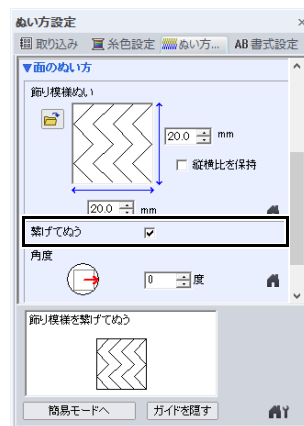 ぬい方設定
取り込み 糸色設定 ぬい方... AB 書式設定
▼面のぬい方
飾り模様ぬい
20.0 mm
縦横比を保持
20.0 mm
繋げてぬう
角度
0 度
飾り模様を繋げてぬう
簡易モードへ ガイドを隠す